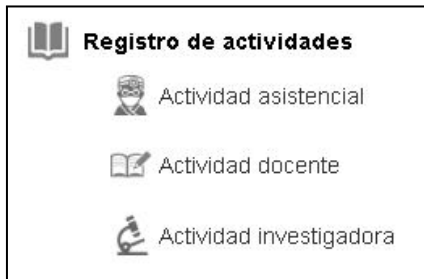 Registro de actividades
Actividad asistencial
Actividad docente
Actividad investigadora